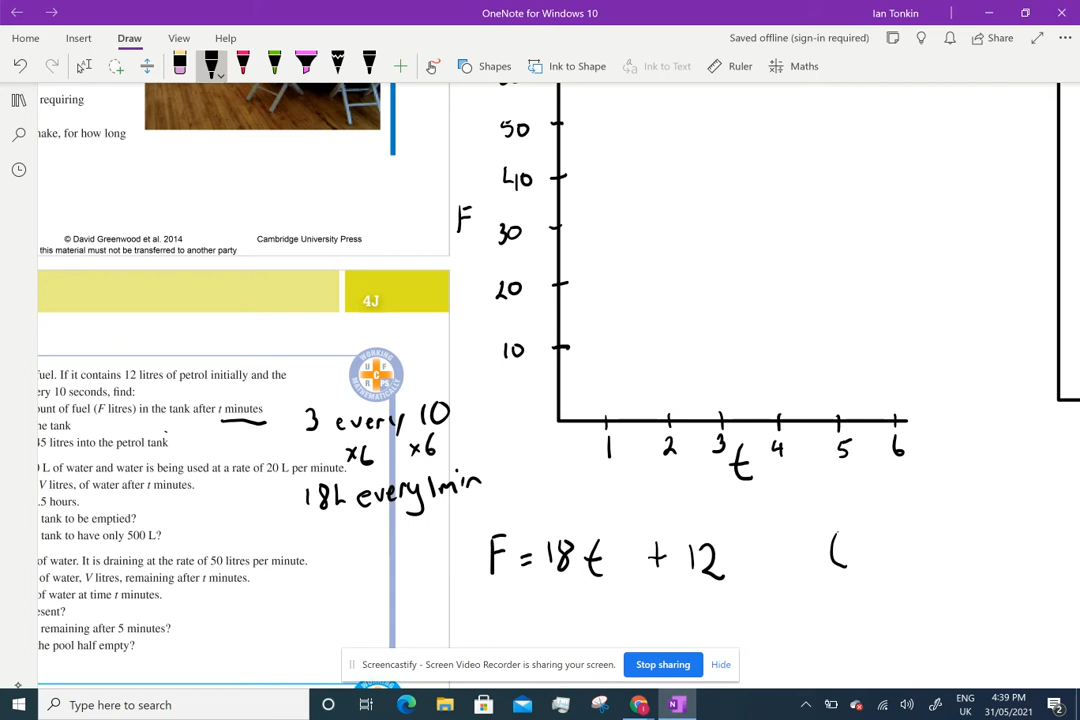 OneNote for Windows 10
Ian Tonkin
Home Insert Draw View Help
Saved offline (sign-in required)
Share
Shapes
Ink to Shape
Ink to Text
Ruler
Maths
requiring
nake, for how long
© David Greenwood et al. 2014 Cambridge University Press
this material must not be transferred to another party
4J
WORKING
MATHEMATICALLY
U F
C
R PS
fuel. If it contains 12 litres of petrol initially and the
ery 10 seconds, find:
ount of fuel (F litres) in the tank after t minutes
he tank
45 litres into the petrol tank
0 L of water and water is being used at a rate of 20 L per minute.
V litres, of water after t minutes.
.5 hours.
tank to be emptied?
tank to have only 500 L?
of water. It is draining at the rate of 50 litres per minute.
of water, V litres, remaining after t minutes.
of water at time t minutes.
esent?
remaining after 5 minutes?
he pool half empty?
3 every 10
×6 ×6
18L every 1min
50
40
F
30
20
10
1 2 3 4 5 6
t
F = 18t + 12 (
Screencastify - Screen Video Recorder is sharing your screen.
Stop sharing
Hide
Type here to search
ENG
UK
4:39 PM
31/05/2021
2